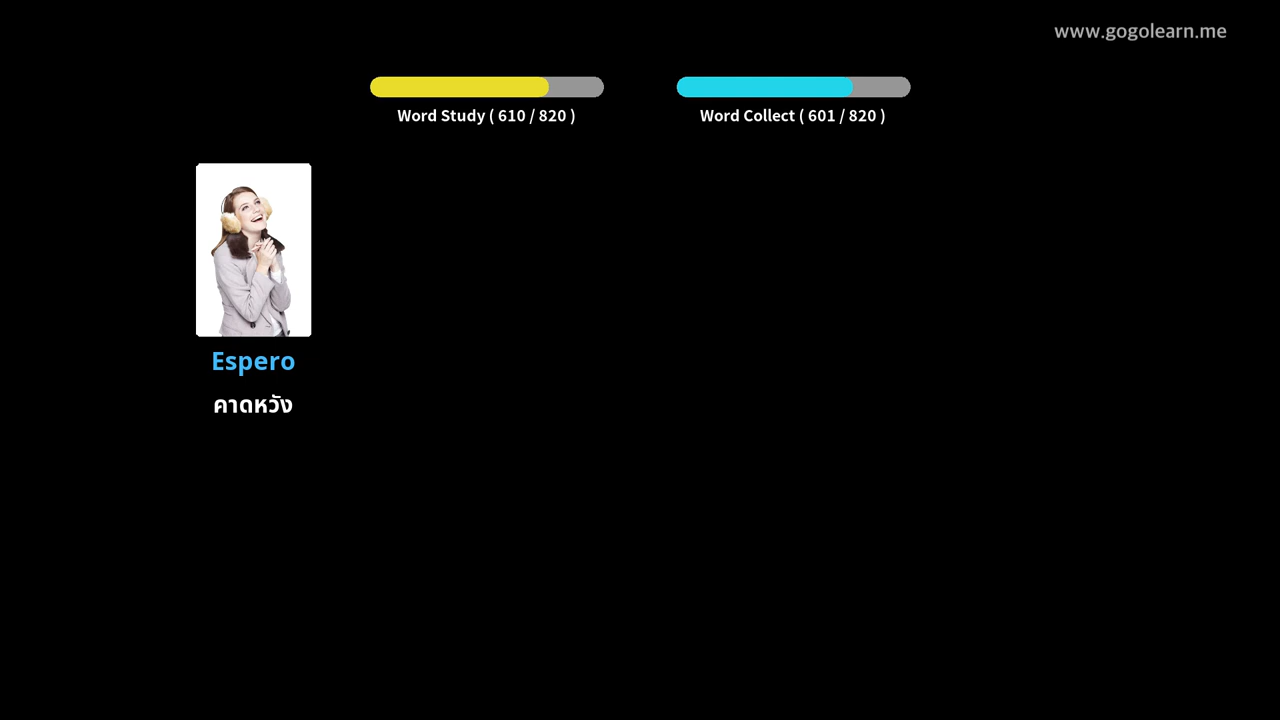 www.gogolearn.me
Word Study ( 610 / 820 )
Word Collect ( 601 / 820 )
Espero
คาดหวัง